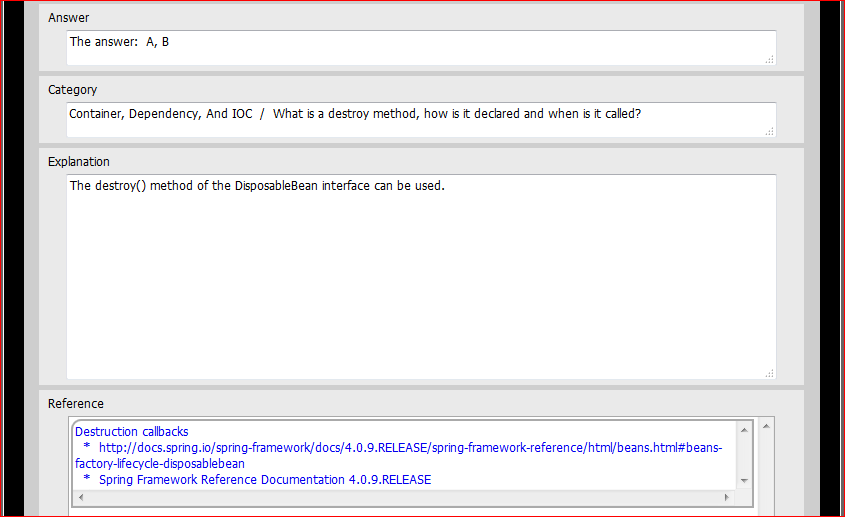 Answer
The answer:  A, B
Category
Container, Dependency, And IOC  /  What is a destroy method, how is it declared and when is it called?
Explanation
The destroy() method of the DisposableBean interface can be used.
Reference
Destruction callbacks
*  http://docs.spring.io/spring-framework/docs/4.0.9.RELEASE/spring-framework-reference/html/beans.html#beans-
factory-lifecycle-disposablebean
*  Spring Framework Reference Documentation 4.0.9.RELEASE